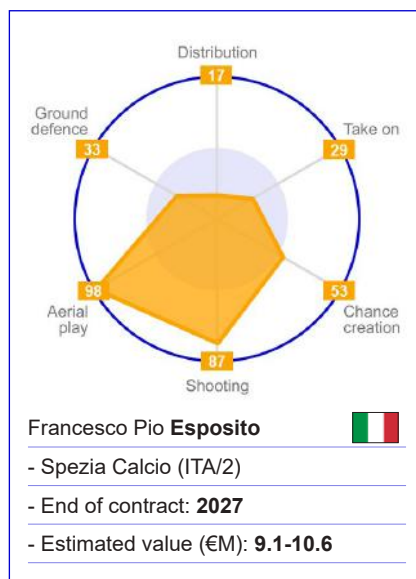 Distribution
17
Ground
defence
33
Take on
29
98
Aerial
play
53
Chance
creation
87
Shooting
Francesco Pio Esposito
- Spezia Calcio (ITA/2)
- End of contract: 2027
- Estimated value (€M): 9.1-10.6